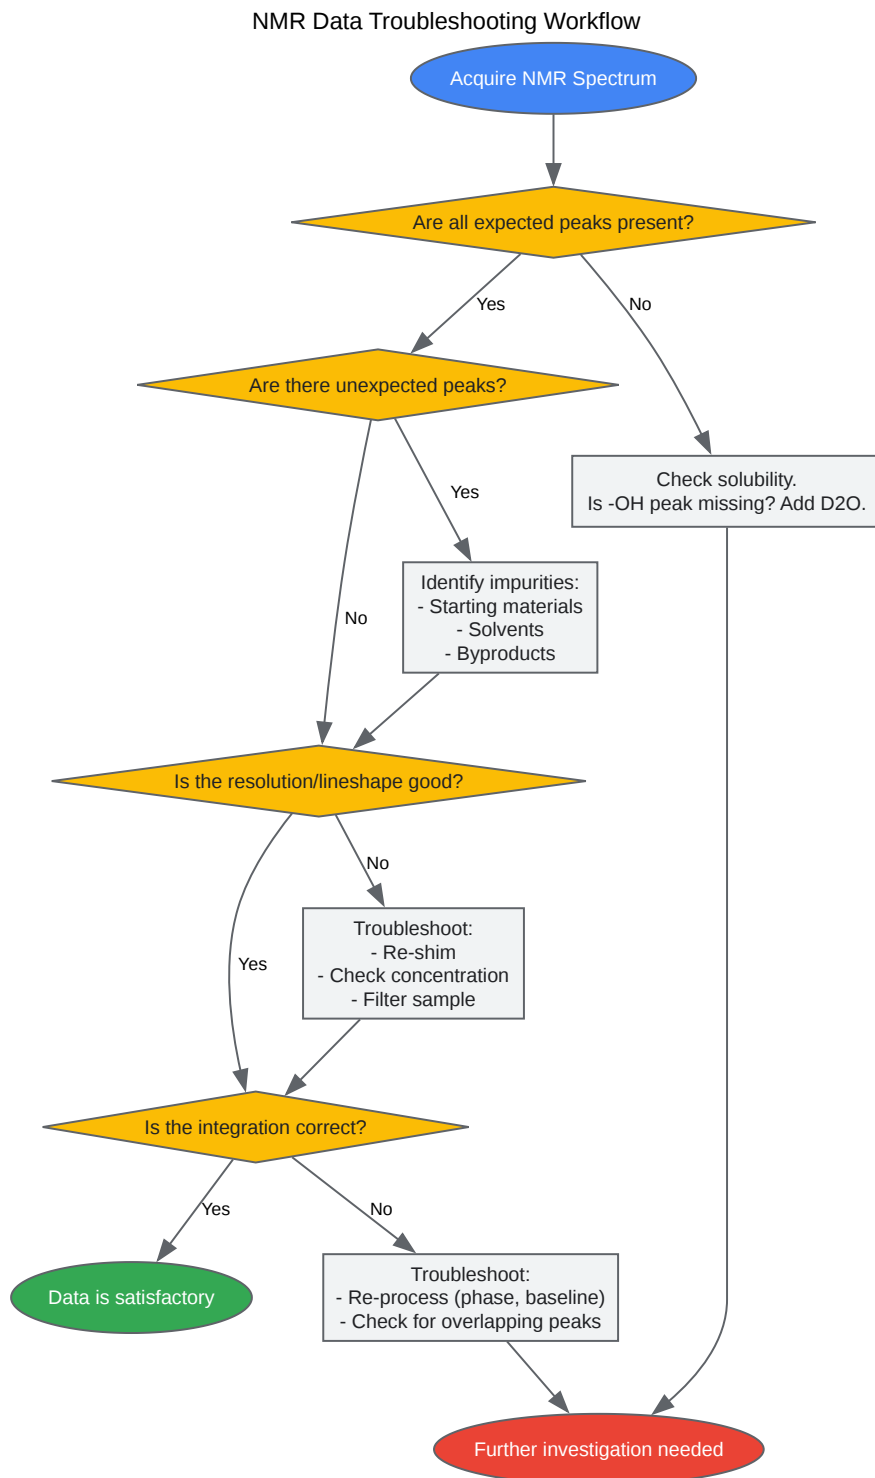 NMR Data Troubleshooting Workflow
Acquire NMR Spectrum
Are all expected peaks present?
Yes
No
Are there unexpected peaks?
Check solubility.
Is -OH peak missing? Add D2O.
Yes
No
Identify impurities:
- Starting materials
- Solvents
- Byproducts
Is the resolution/lineshape good?
No
Yes
Troubleshoot:
- Re-shim
- Check concentration
- Filter sample
Is the integration correct?
Yes
No
Data is satisfactory
Troubleshoot:
- Re-process (phase, baseline)
- Check for overlapping peaks
Further investigation needed